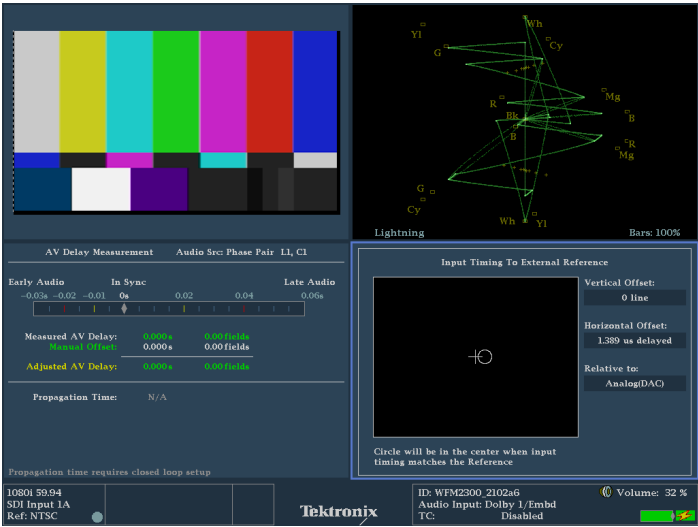 Yl
Wh
Cy
G
Mg
R
Bk
B
B
R
Mg
G
Cy
Wh
Yl
Lightning
Bars: 100%
AV Delay Measurement Audio Src: Phase Pair L1, C1
Early Audio In Sync Late Audio
−0.03s −0.02 −0.01 0s 0.02 0.04 0.06s
Measured AV Delay: 0.000 s 0.00 fields
Manual Offset: 0.000 s 0.00 fields
Adjusted AV Delay: 0.000 s 0.00 fields
Propagation Time: N/A
Propagation time requires closed loop setup
Input Timing To External Reference
Vertical Offset:
0 line
Horizontal Offset:
1.389 us delayed
Relative to:
Analog(DAC)
Circle will be in the center when input
timing matches the Reference
1080i 59.94
SDI Input 1A
Ref: NTSC
Tektronix
ID: WFM2300_2102a6
Audio Input: Dolby 1/Embd
TC: Disabled
Volume: 32 %